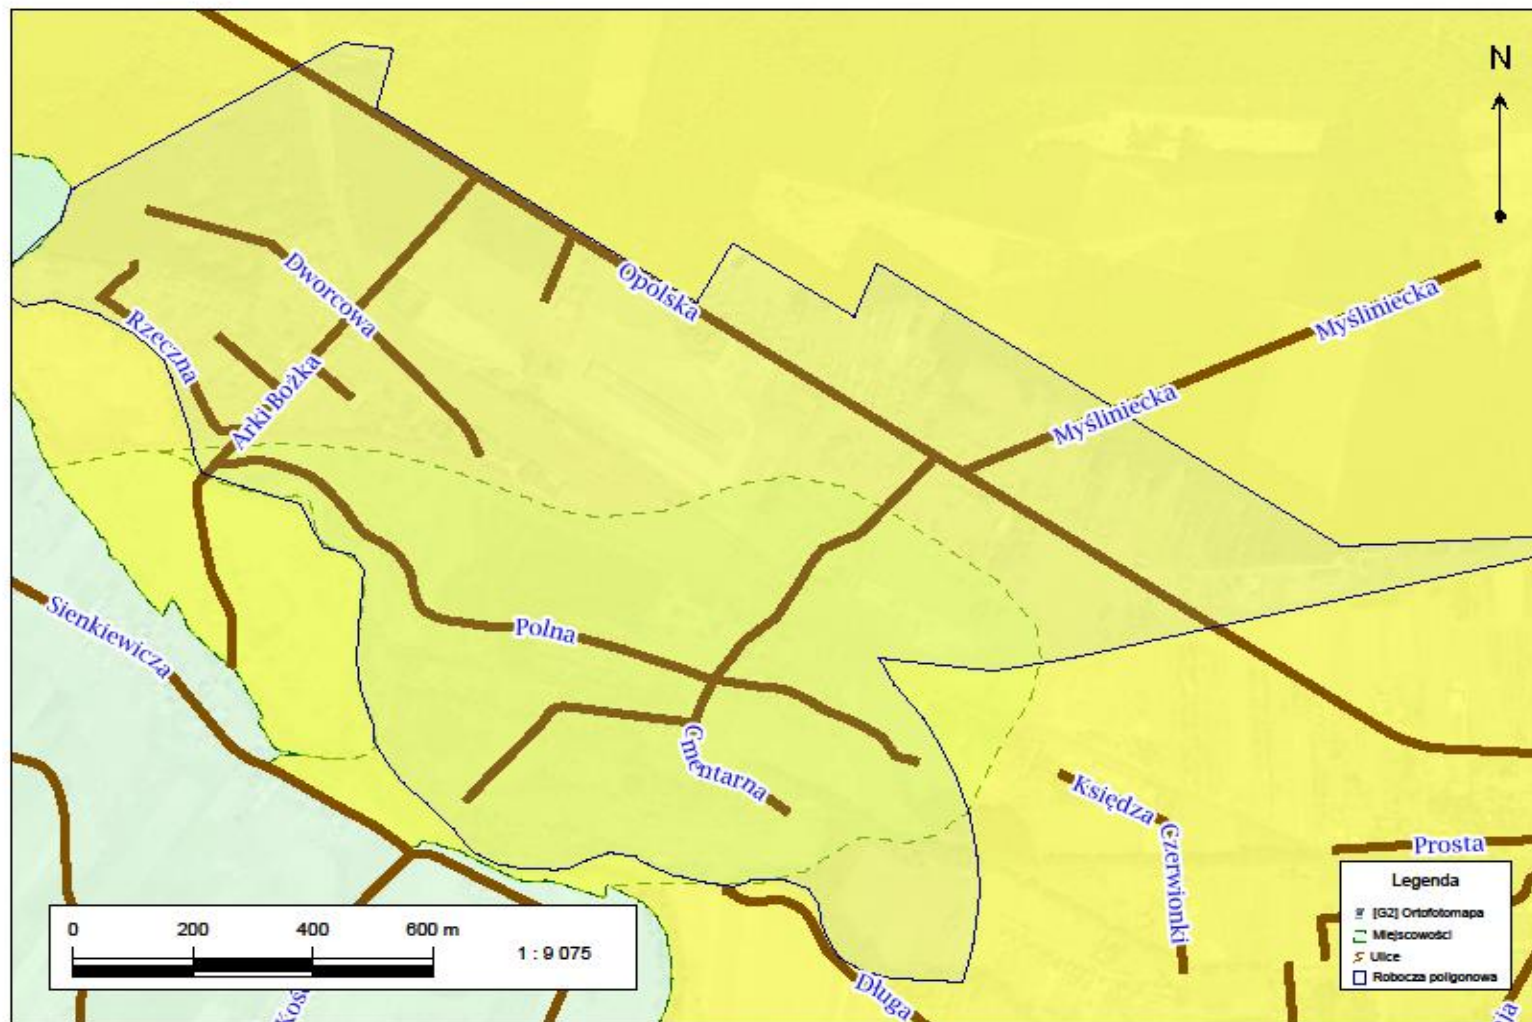 N
Opolska
Dworcowa
Rzeczna
Arki Bożka
Myśliniecka
Myśliniecka
Sienkiewicza
Polna
Cmentarna
Księdza Czerwionki
Prosta
Długa
Legenda
[G2] Ortofotomapa
Miejscowości
Ulice
Robocza poligonowa
0 200 400 600 m
1 : 9 075